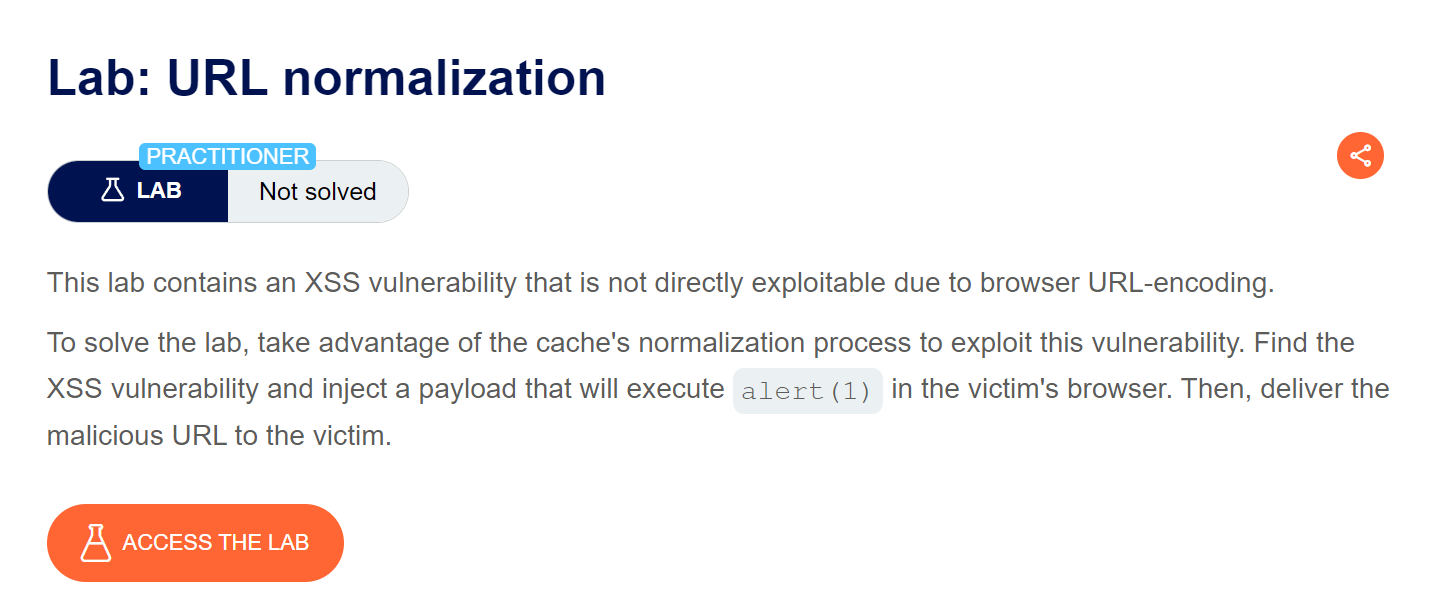 Lab: URL normalization
PRACTITIONER
LAB Not solved
This lab contains an XSS vulnerability that is not directly exploitable due to browser URL-encoding.
To solve the lab, take advantage of the cache's normalization process to exploit this vulnerability. Find the
XSS vulnerability and inject a payload that will execute alert(1) in the victim's browser. Then, deliver the
malicious URL to the victim.
ACCESS THE LAB